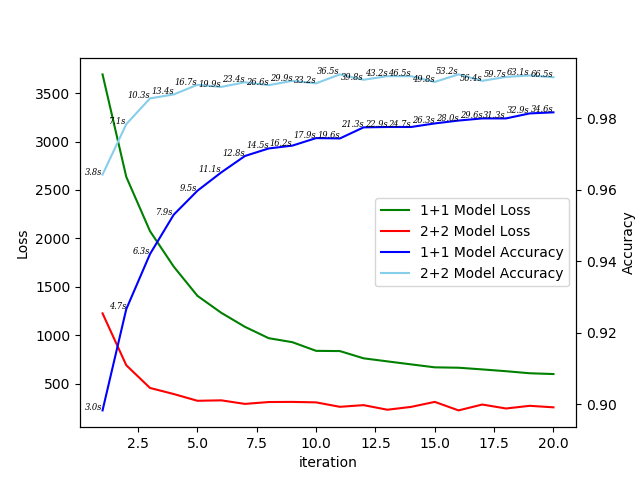 36.5s 53.2s
10.3s 13.4s 16.7s 19.9s 23.4s 26.6s 29.9s 33.2s 39.8s 43.2s 46.5s 49.8s 56.4s 59.7s 63.1s 66.5s
7.1s
3.8s
17.9s 19.6s 21.3s 22.9s 24.7s 26.3s 28.0s 29.6s 31.3s 32.9s 34.6s
14.5s 16.2s
12.8s
11.1s
9.5s
7.9s
6.3s
4.7s
3.0s
3500
3000
2500
2000
1500
1000
500
Loss
0.98
0.96
0.94
0.92
0.90
Accuracy
1+1 Model Loss
2+2 Model Loss
1+1 Model Accuracy
2+2 Model Accuracy
2.5 5.0 7.5 10.0 12.5 15.0 17.5 20.0
iteration